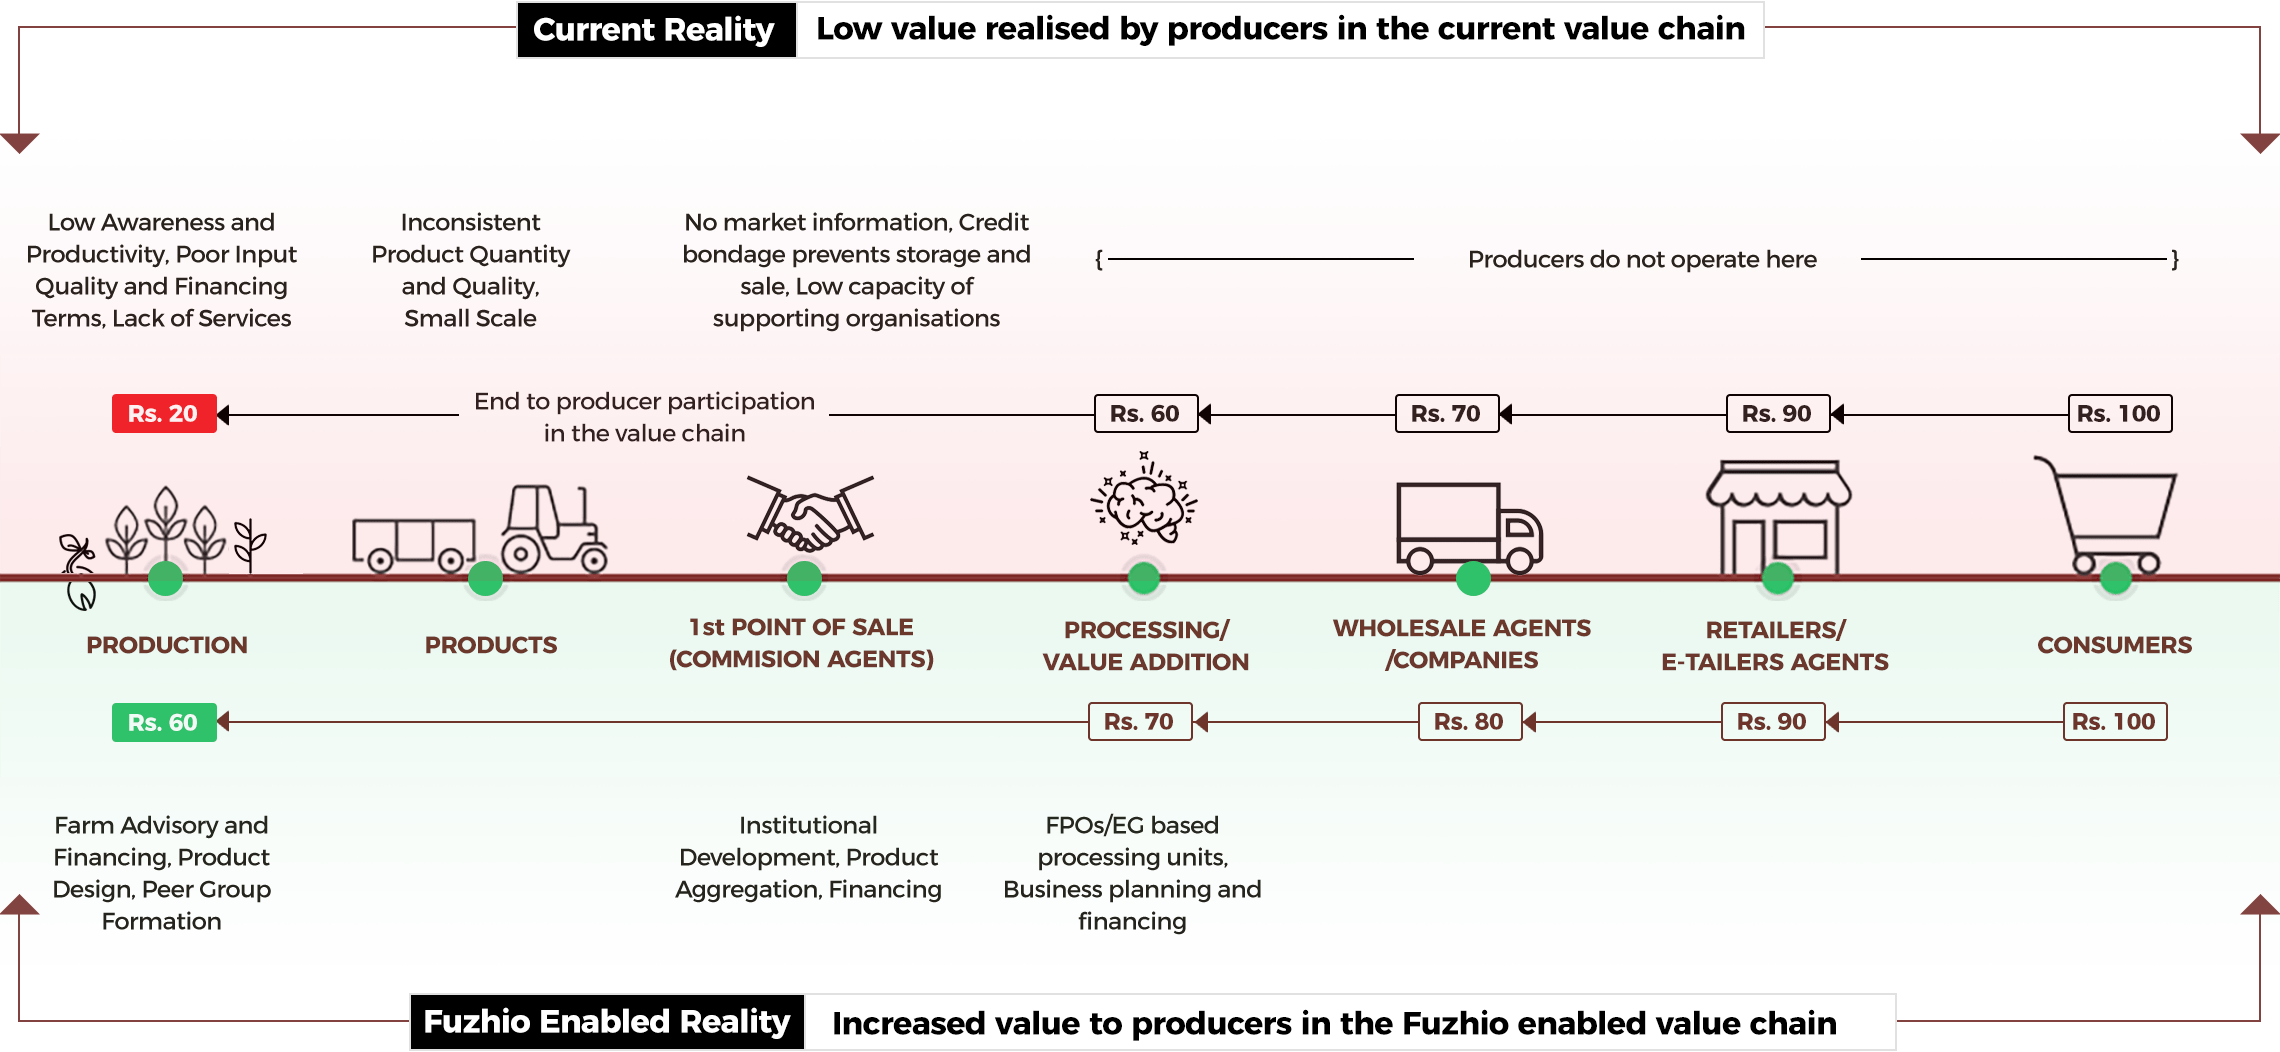 Current Reality
Low value realised by producers in the current value chain
Low Awareness and
Productivity, Poor Input
Quality and Financing
Terms, Lack of Services
Inconsistent
Product Quantity
and Quality,
Small Scale
No market information, Credit
bondage prevents storage and
sale, Low capacity of
supporting organisations
{ Producers do not operate here }
Rs. 20
End to producer participation
in the value chain
Rs. 60
Rs. 70
Rs. 90
Rs. 100
PRODUCTION
PRODUCTS
1st POINT OF SALE
(COMMISION AGENTS)
PROCESSING/
VALUE ADDITION
WHOLESALE AGENTS
/COMPANIES
RETAILERS/
E-TAILERS AGENTS
CONSUMERS
Rs. 60
Rs. 70
Rs. 80
Rs. 90
Rs. 100
Farm Advisory and
Financing, Product
Design, Peer Group
Formation
Institutional
Development, Product
Aggregation, Financing
FPOs/EG based
processing units,
Business planning and
financing
Fuzhio Enabled Reality
Increased value to producers in the Fuzhio enabled value chain